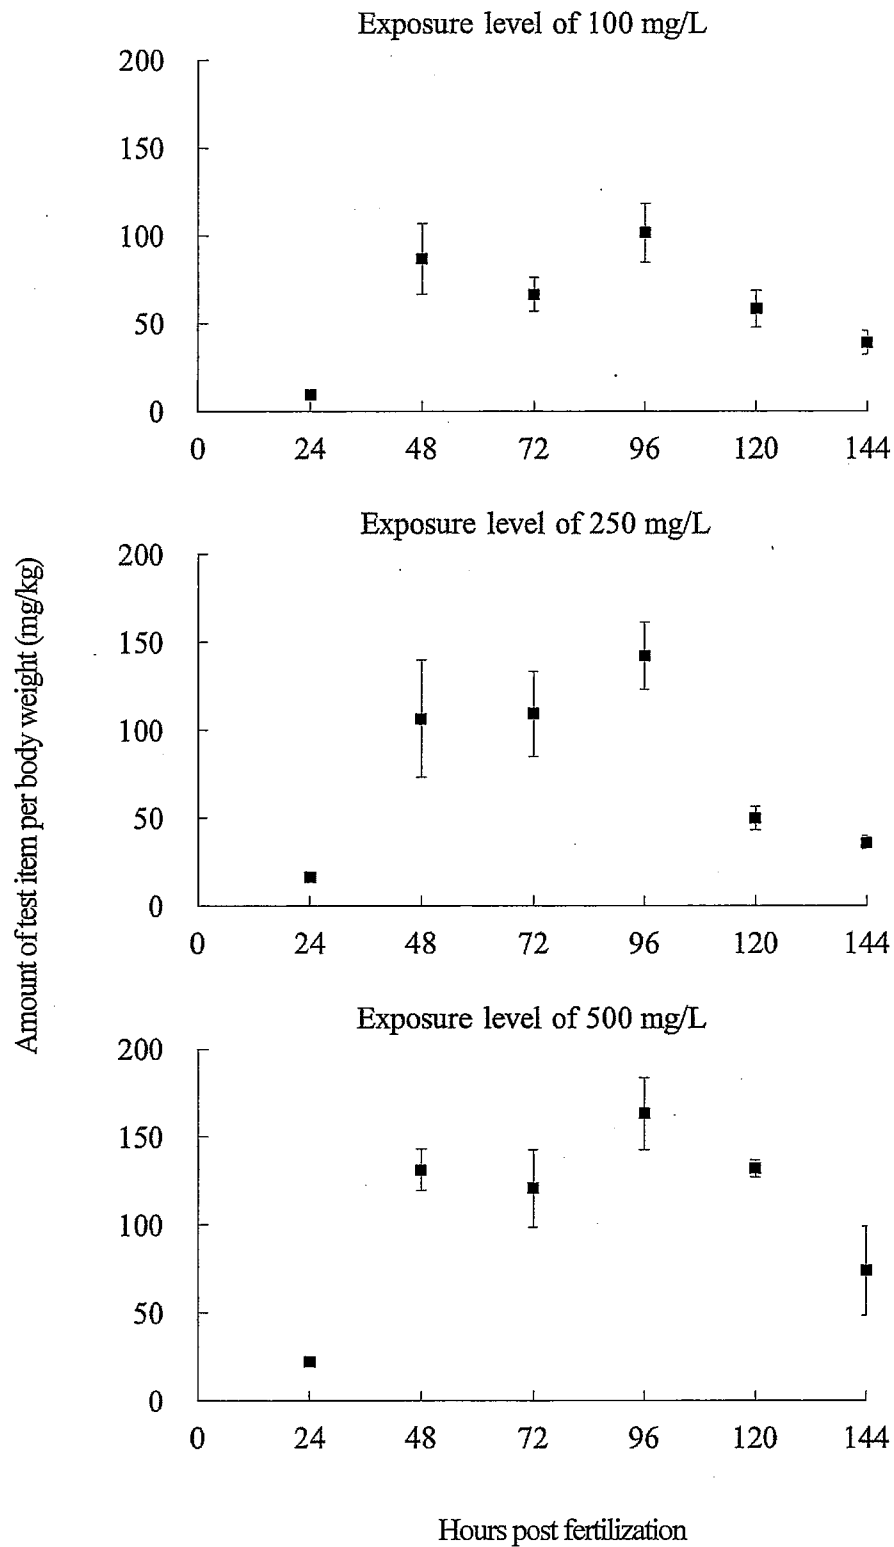 Exposure level of 100 mg/L
200
150
100
50
0
0 24 48 72 96 120 144
Exposure level of 250 mg/L
200
150
100
50
0
0 24 48 72 96 120 144
Exposure level of 500 mg/L
200
150
100
50
0
0 24 48 72 96 120 144
Amount of test item per body weight (mg/kg)
Hours post fertilization